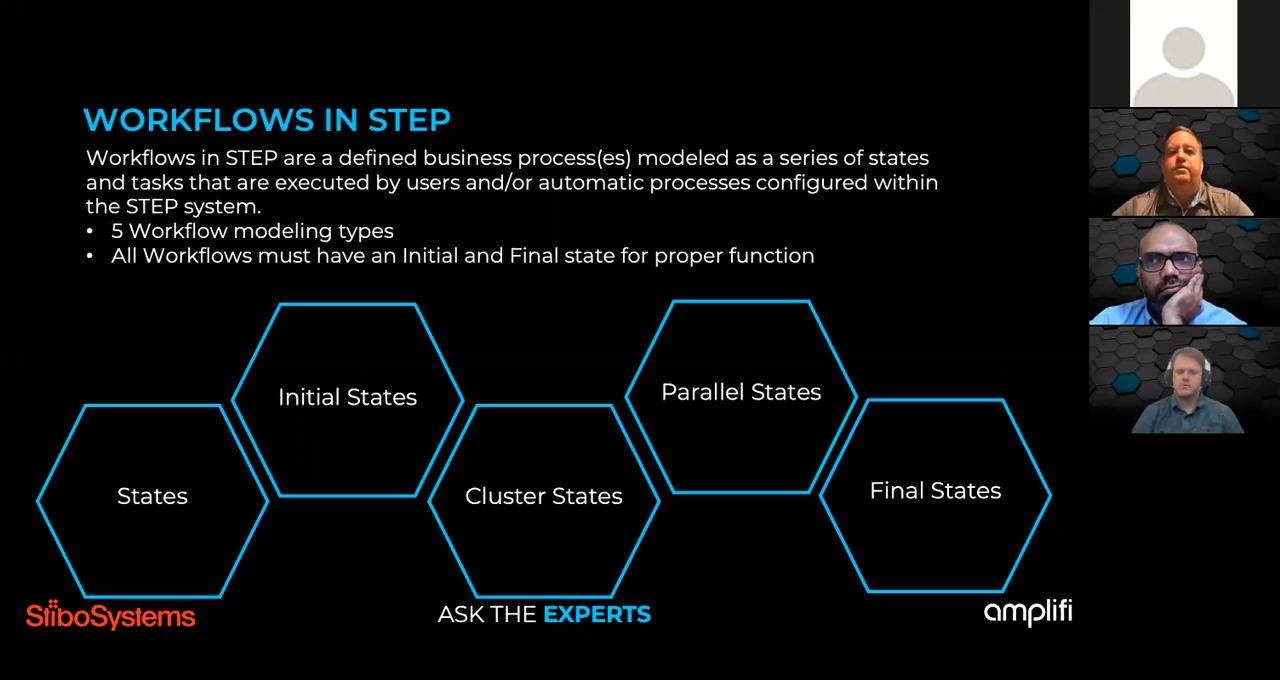 WORKFLOWS IN STEP
Workflows in STEP are a defined business process(es) modeled as a series of states
and tasks that are executed by users and/or automatic processes configured within
the STEP system.
• 5 Workflow modeling types
• All Workflows must have an Initial and Final state for proper function
States
Initial States
Cluster States
Parallel States
Final States
StiboSystems
ASK THE EXPERTS
amplifi